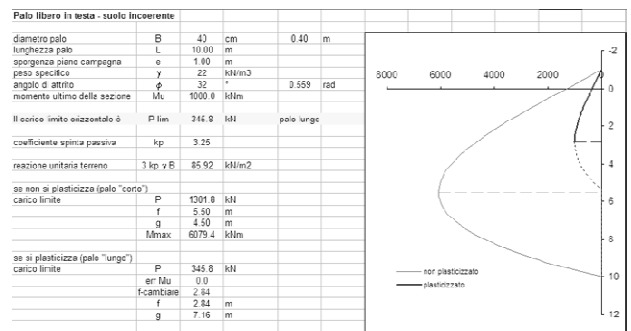 Palo libero in testa - suolo incoerente
diametro palo B 40 cm 0.40 m
lunghezza palo L 10.00 m
sporgenza piano campagna e 1.00 m
peso specifico y 22 kN/m3
angolo di attrito ϕ 32 ° 0.559 rad
momento ultimo della sezione Mu 1000.0 kNm
Il carico limite orizzontale è P lim 345.8 kN palo lungo
coefficiente spinta passiva kp 3.25
reazione unitaria terreno 3 kp y B 85.92 kN/m2
se non si plasticizza (palo "corto")
carico limite P 1301.8 kN
f 5.50 m
g 4.50 m
Mmax 6079.4 kNm
se si plasticizza (palo "lungo")
carico limite P 345.8 kN
err Mu 0.0
f-cambiare 2.84
f 2.84 m
g 7.16 m
-2
8000 6000 4000 2000 0
0
2
4
6
8
10
12
non plasticizzato
plasticizzato